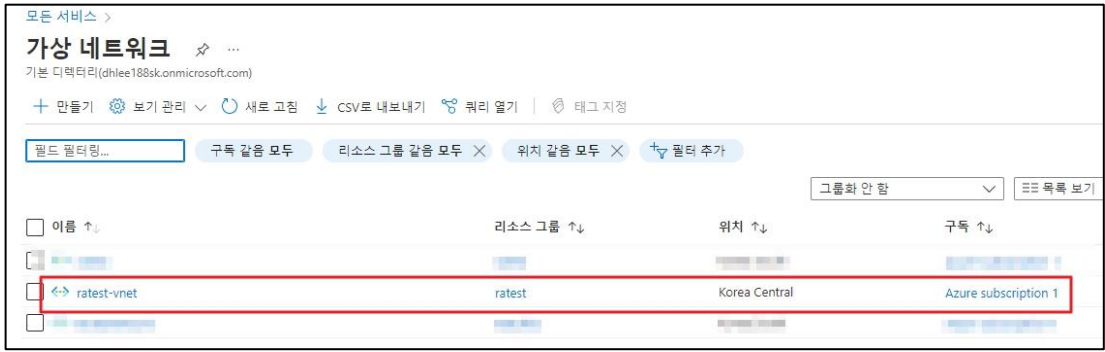 모든 서비스 >
가상 네트워크 ...
기본 디렉터리(dhlee188sk.onmicrosoft.com)
만들기 보기 관리 새로 고침 CSV로 내보내기 쿼리 열기 태그 지정
필드 필터링... 구독 같음 모두 리소스 그룹 같음 모두 위치 같음 모두 필터 추가
그룹화 안 함 목록 보기
이름 ↑↓ 리소스 그룹 ↑↓ 위치 ↑↓ 구독 ↑↓
ratest-vnet ratest Korea Central Azure subscription 1